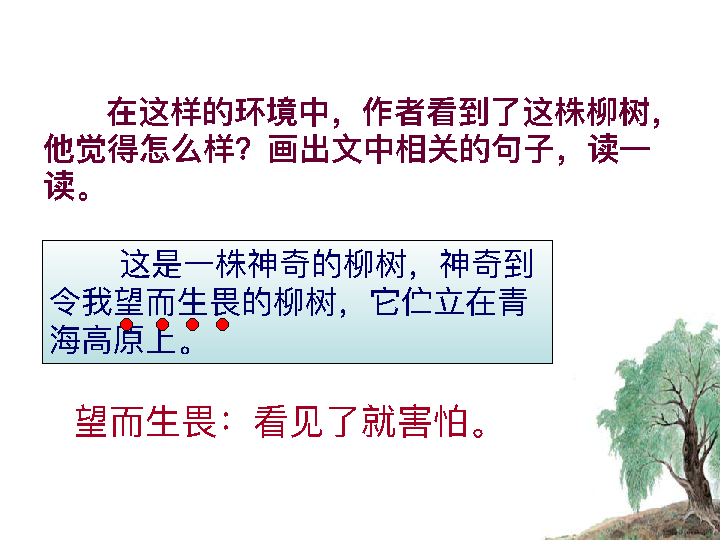 在这样的环境中，作者看到了这株柳树，
他觉得怎么样？画出文中相关的句子，读一
读。
这是一株神奇的柳树，神奇到
令我望而生畏的柳树，它伫立在青
海高原上。
望而生畏：看见了就害怕。